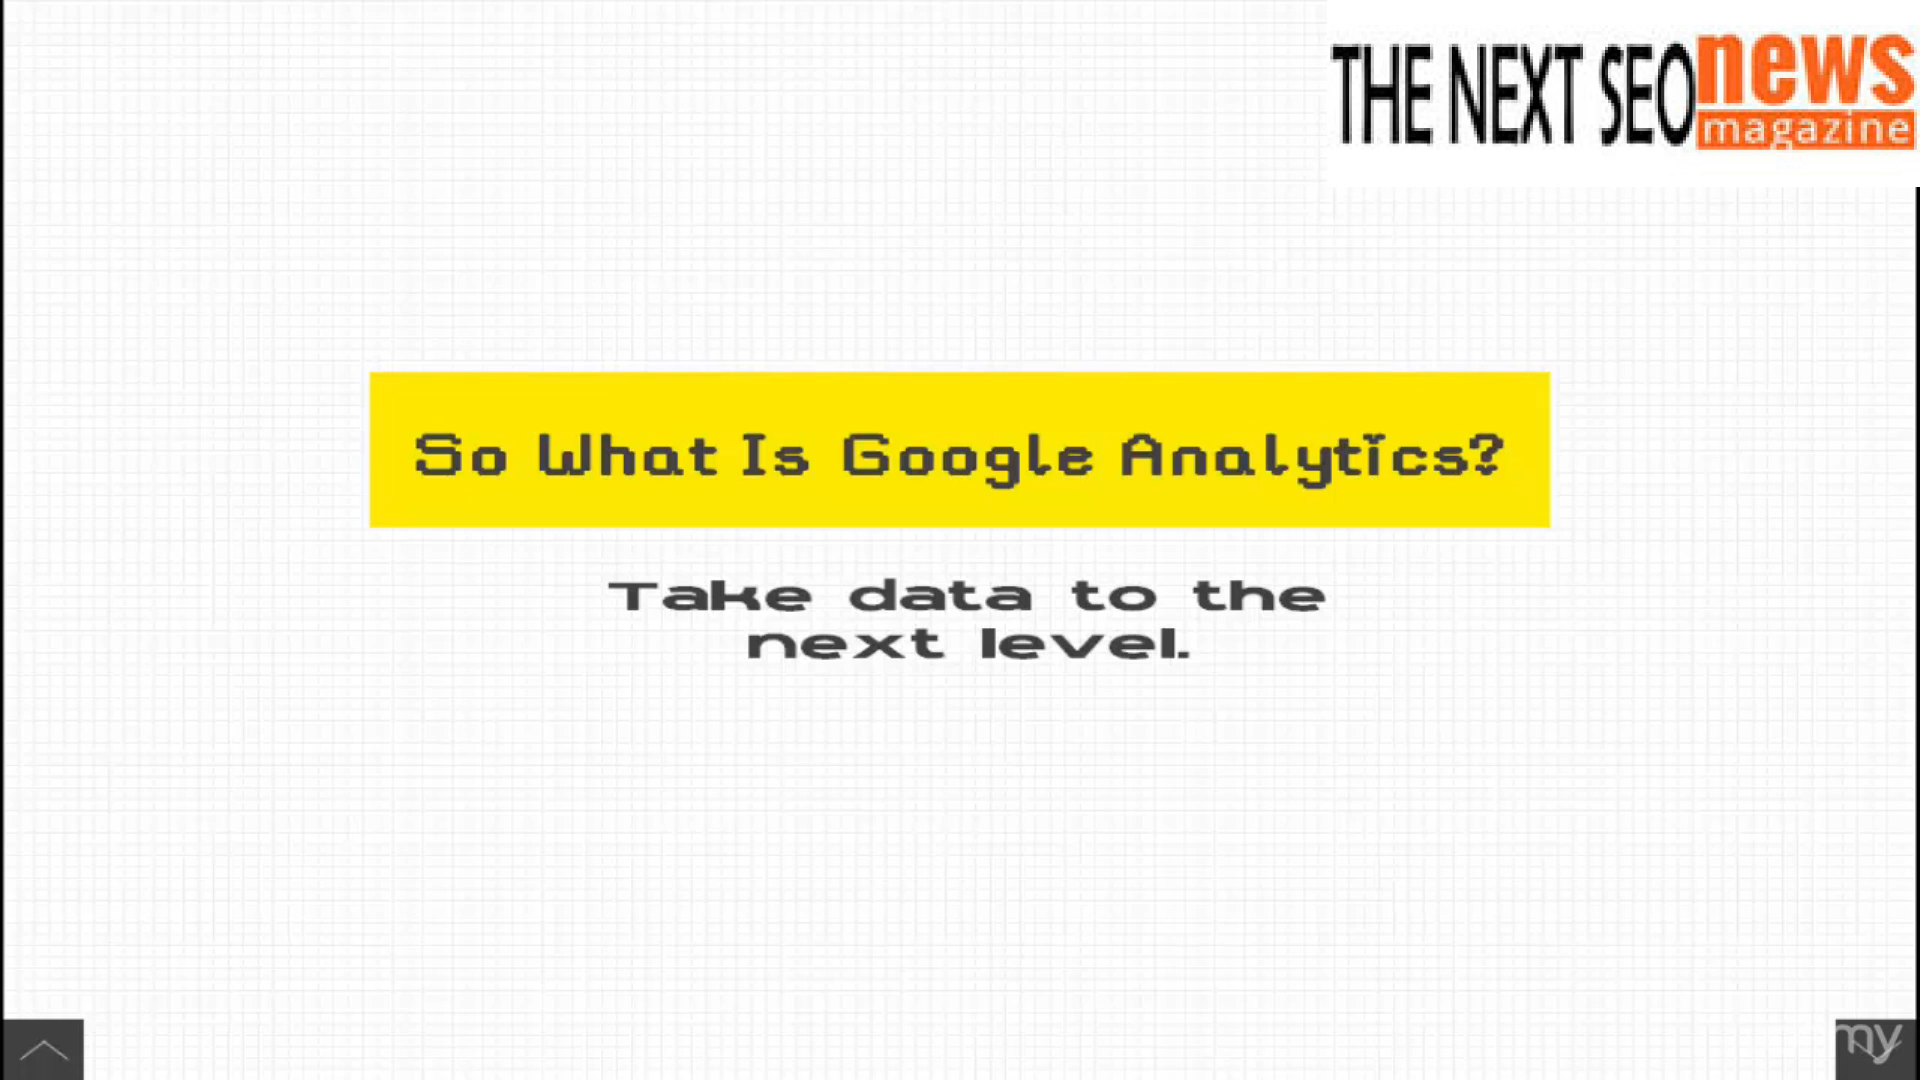 THE NEXT SEO news
magazine
So What Is Google Analytics?
Take data to the
next level.
my